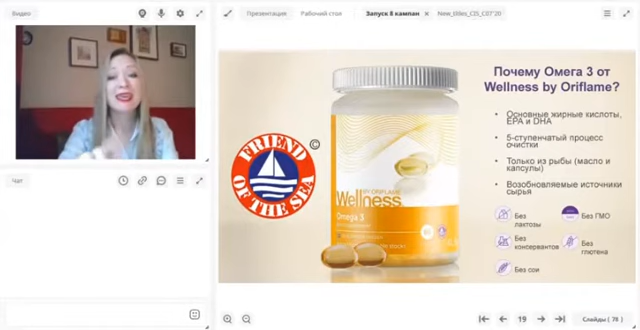 Видео
Презентация
Рабочий стол
Запуск 8 кампан
New_titles_CIS_C07'20
Почему Омега 3 от
Wellness by Oriflame?
• Основные жирные кислоты,
EPA и DHA
• 5-ступенчатый процесс
очистки
• Только из рыбы (масло и
капсулы)
• Возобновляемые источники
сырья
Без
лактозы
Без ГМО
Без
консервантов
Без
глютена
Без сои
FRIEND
OF THE SEA
©
BY ORIFLAME
Wellness
Omega 3
Чат
19
Слайды ( 78 )